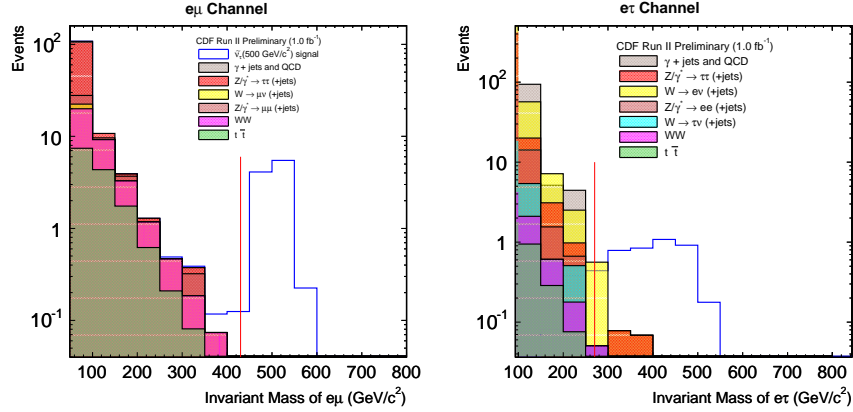 eμ Channel
CDF Run II Preliminary (1.0 fb⁻¹)
ν̃τ(500 GeV/c²) signal
γ + jets and QCD
Z/γ* → ττ (+jets)
W → μν (+jets)
Z/γ* → μμ (+jets)
WW
t t̄
Events
10²
10
1
10⁻¹
100 200 300 400 500 600 700 800
Invariant Mass of eμ (GeV/c²)
eτ Channel
CDF Run II Preliminary (1.0 fb⁻¹)
γ + jets and QCD
Z/γ* → ττ (+jets)
W → eν (+jets)
Z/γ* → ee (+jets)
W → τν (+jets)
WW
t t̄
Events
10²
10
1
10⁻¹
100 200 300 400 500 600 700 800
Invariant Mass of eτ (GeV/c²)